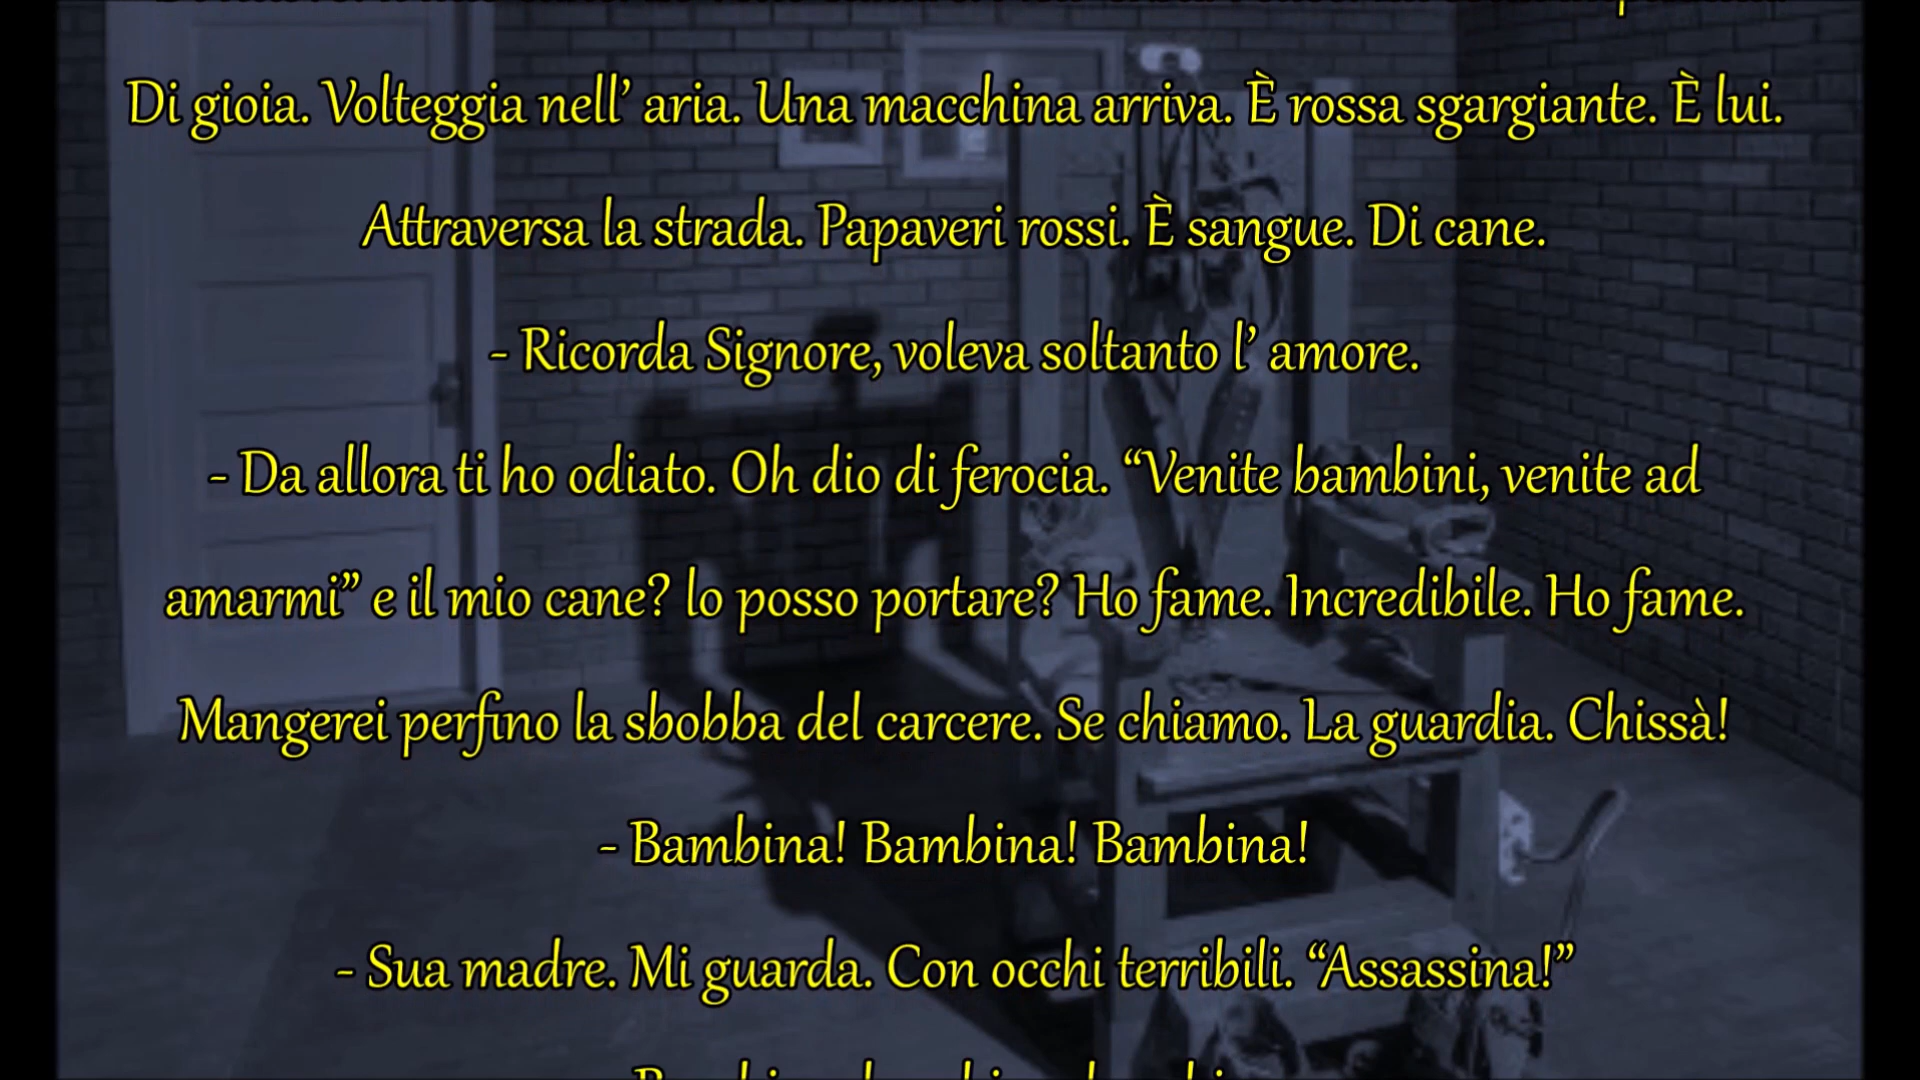 Di gioia. Volteggia nell’ aria. Una macchina arriva. È rossa sgargiante. È lui.
Attraversa la strada. Papaveri rossi. È sangue. Di cane.
- Ricorda Signore, voleva soltanto l’ amore.
- Da allora ti ho odiato. Oh dio di ferocia. “Venite bambini, venite ad
amarmi” e il mio cane? lo posso portare? Ho fame. Incredibile. Ho fame.
Mangerei perfino la sbobba del carcere. Se chiamo. La guardia. Chissà!
- Bambina! Bambina! Bambina!
- Sua madre. Mi guarda. Con occhi terribili. “Assassina!”